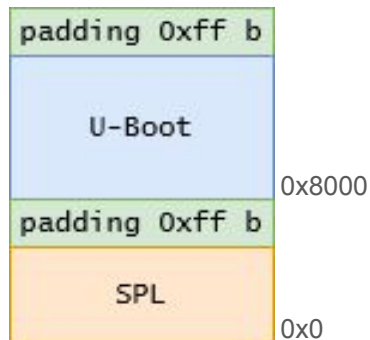 padding 0xff b
U-Boot
0x8000
padding 0xff b
SPL
0x0